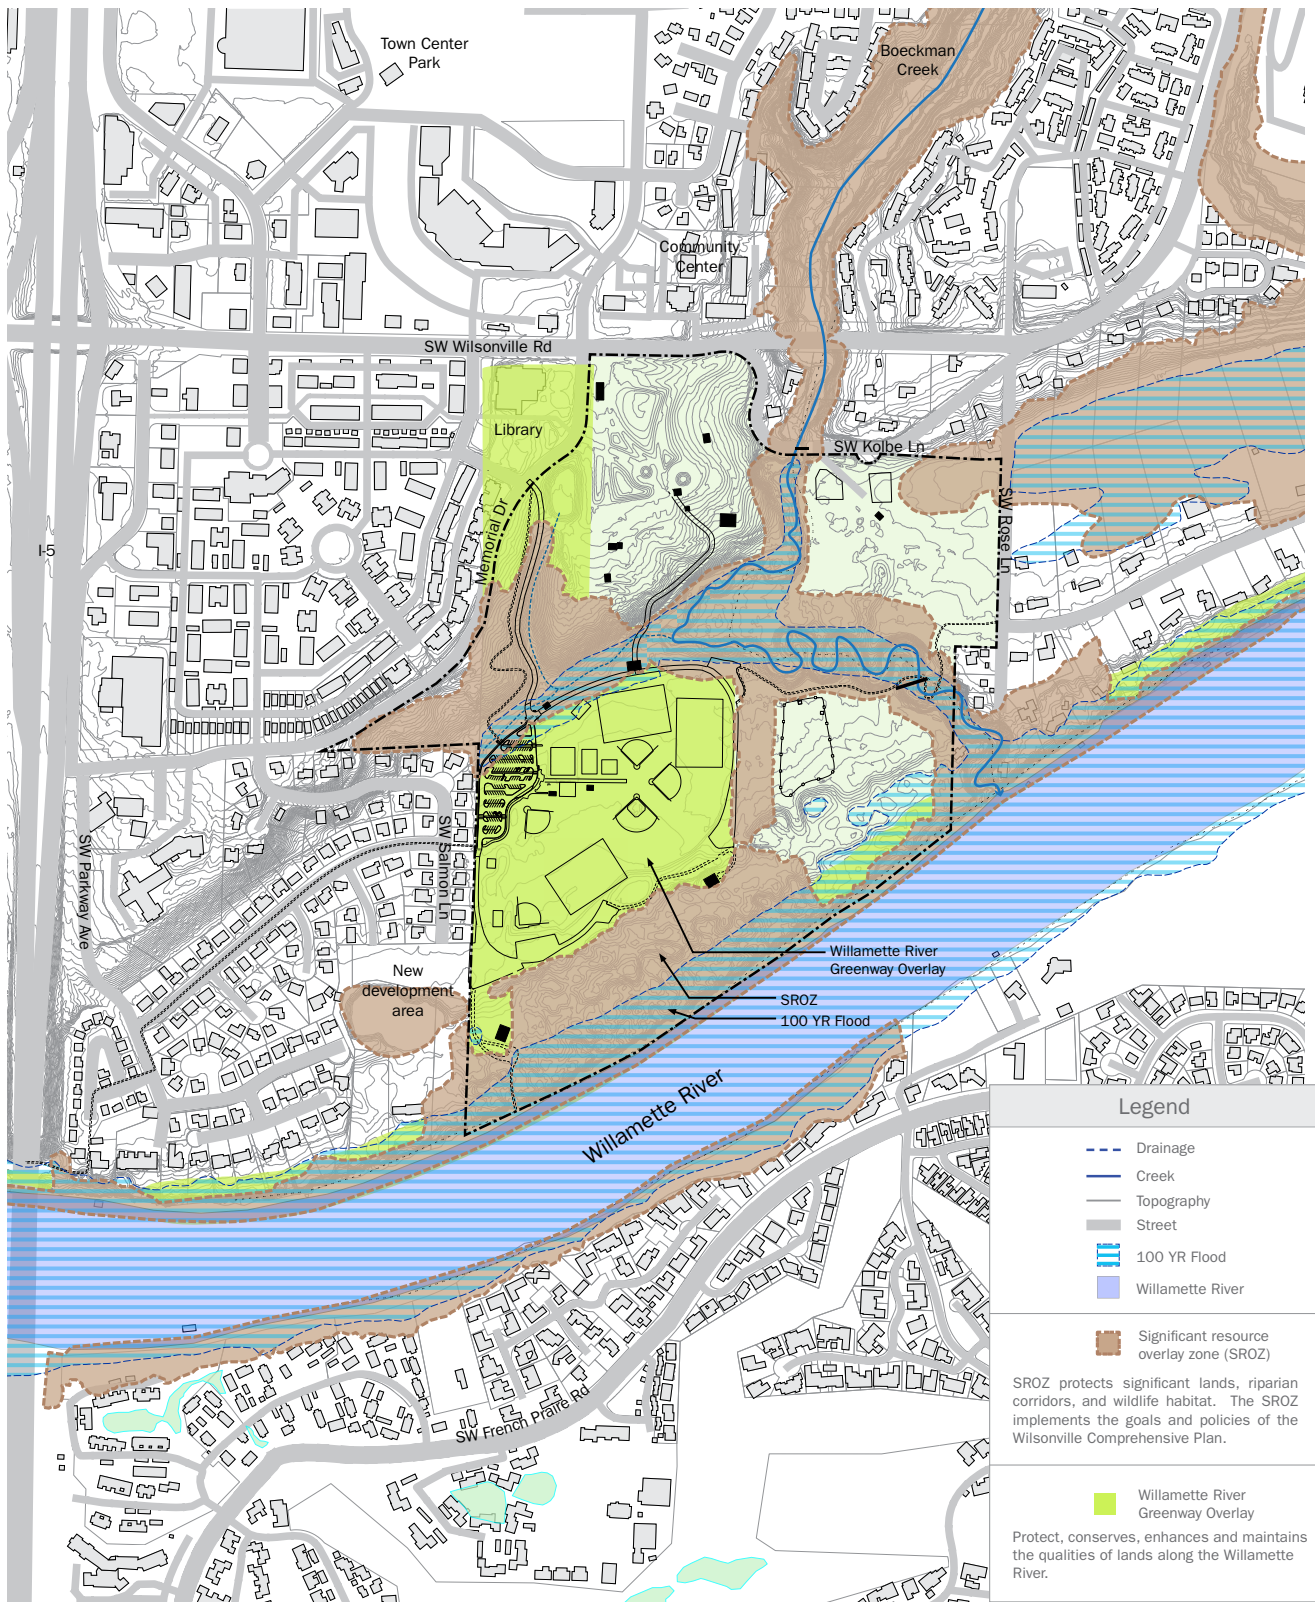 Town Center
Park
Boeckman
Creek
Community
Center
SW Wilsonville Rd
Library
SW Kolbe Ln
SW Rose Ln
Memorial Dr
I-5
SW Parkway Ave
SW Salmon Ln
New
development
area
Willamette River
Greenway Overlay
SROZ
100 YR Flood
Willamette River
SW French Praire Rd
Legend
Drainage
Creek
Topography
Street
100 YR Flood
Willamette River
Significant resource
overlay zone (SROZ)
SROZ protects significant lands, riparian
corridors, and wildlife habitat. The SROZ
implements the goals and policies of the
Wilsonville Comprehensive Plan.
Willamette River
Greenway Overlay
Protect, conserves, enhances and maintains
the qualities of lands along the Willamette
River.